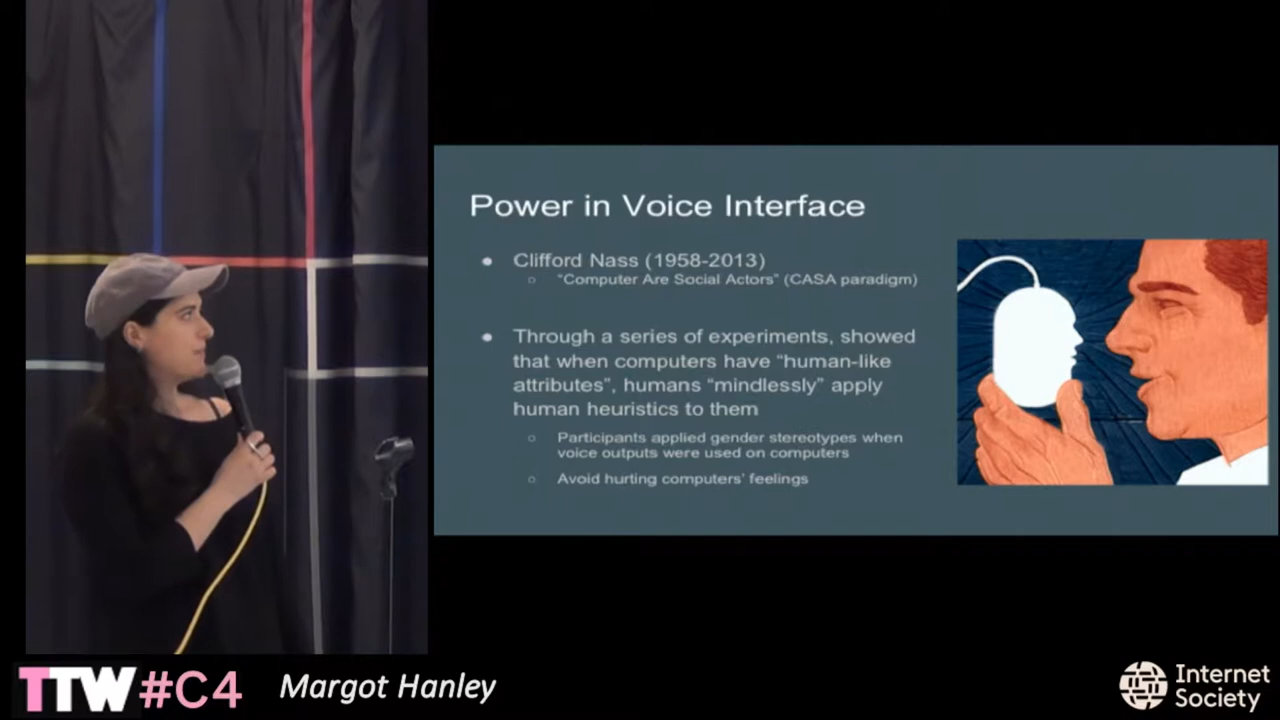 Power in Voice Interface
● Clifford Nass (1958-2013)
○ “Computer Are Social Actors” (CASA paradigm)
● Through a series of experiments, showed
that when computers have “human-like
attributes”, humans “mindlessly” apply
human heuristics to them
○ Participants applied gender stereotypes when
voice outputs were used on computers
○ Avoid hurting computers’ feelings
TTW#C4
Margot Hanley
Internet
Society